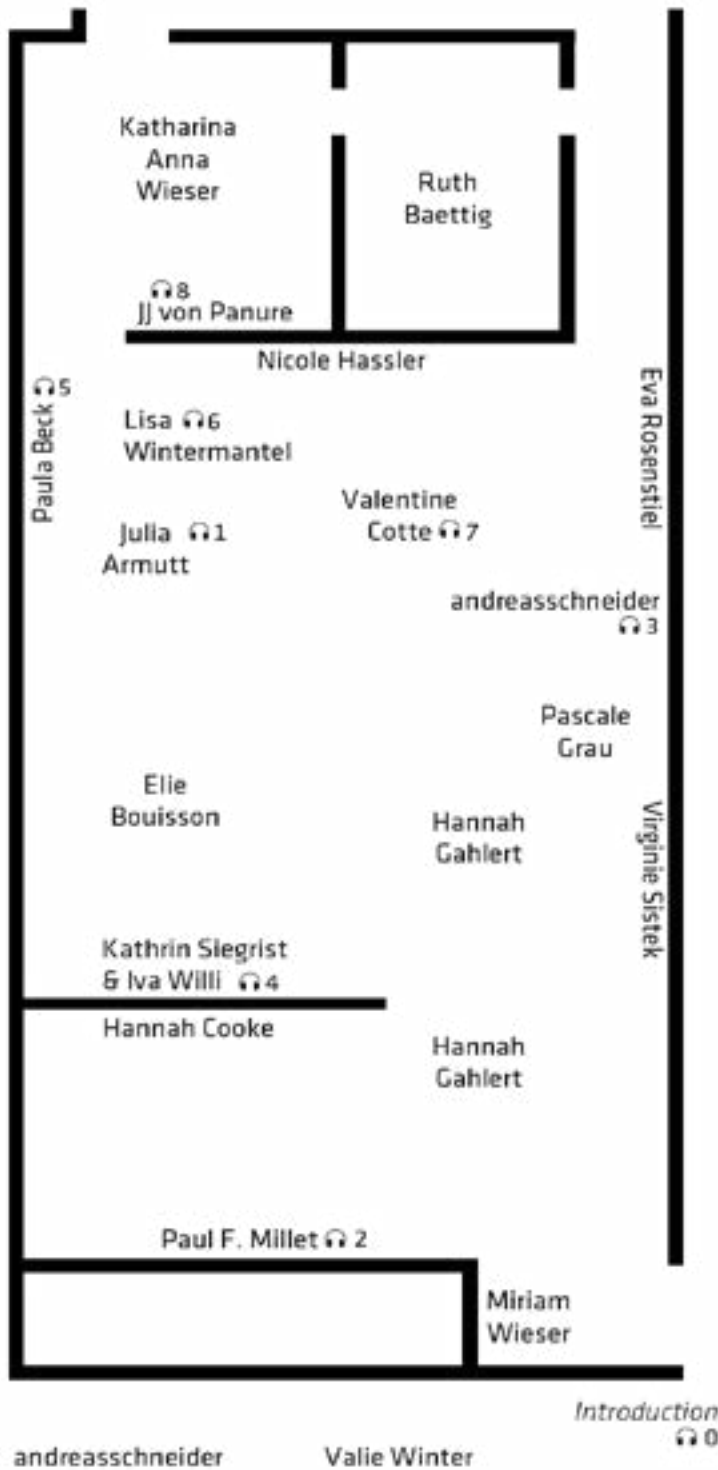 Katharina
Anna
Wieser
Ruth
Baettig
8
JJ von Panure
Nicole Hassler
Paula Beck 5
Eva Rosenstiel
Lisa 6
Wintermantel
Valentine
Cotte 7
Julia 1
Armutt
andreasschneider
3
Pascale
Grau
Elie
Bouisson
Hannah
Gahlert
Virginie Sistek
Kathrin Siegrist
& Iva Willi 4
Hannah Cooke
Hannah
Gahlert
Paul F. Millet 2
Miriam
Wieser
Introduction
0
andreasschneider
Valie Winter